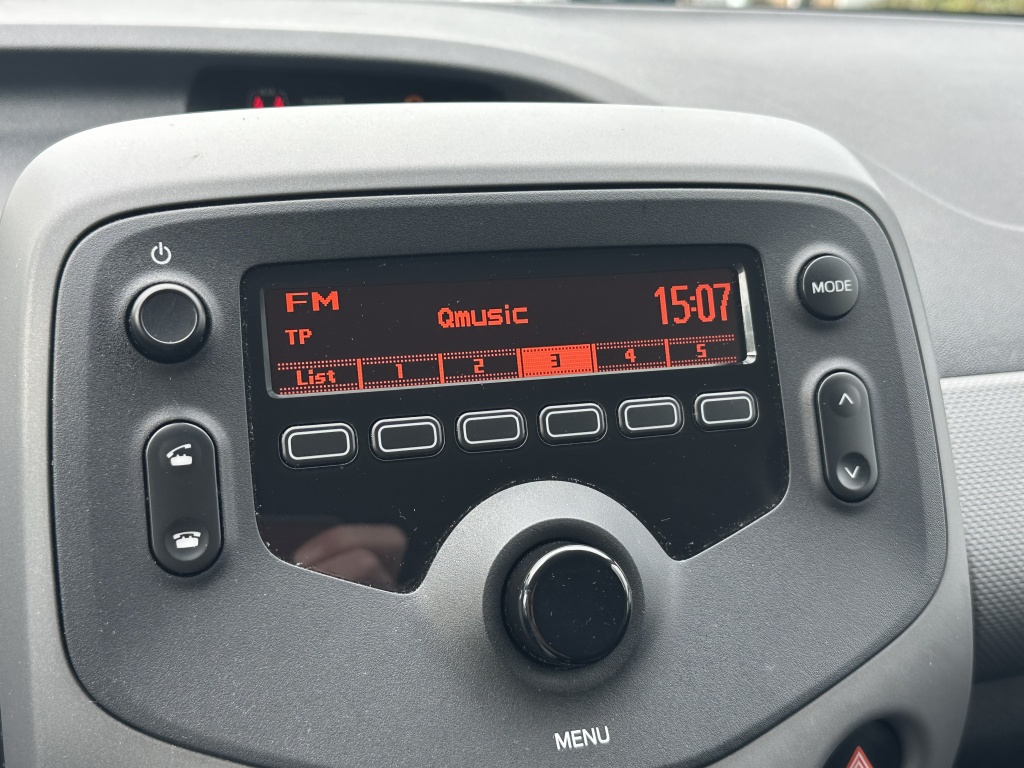 FM
Qmusic
15:07
TP
List 1 2 3 4 5
MODE
MENU